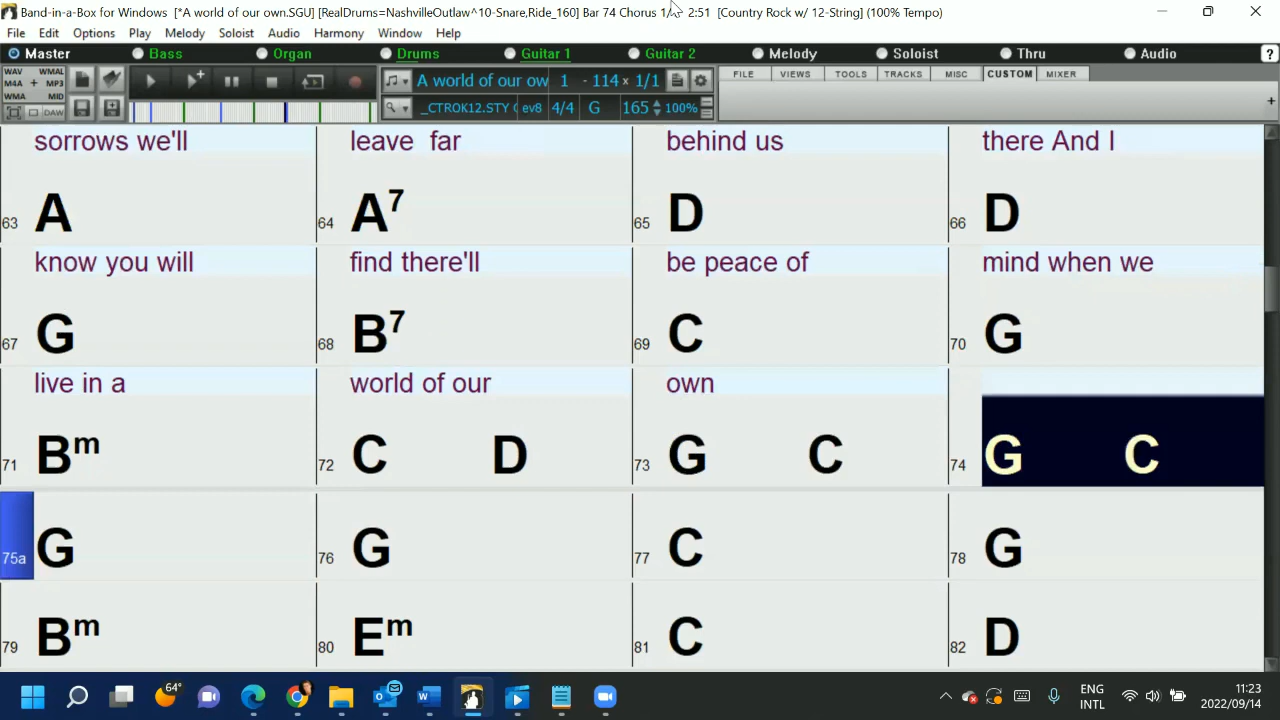 Band-in-a-Box for Windows [*A world of our own.SGU] [RealDrums=NashvilleOutlaw^10-Snare,Ride_160] Bar 74 Chorus 1/ 2:51 [Country Rock w/ 12-String] (100% Tempo)
File Edit Options Play Melody Soloist Audio Harmony Window Help
Master Bass Organ Drums Guitar 1 Guitar 2 Melody Soloist Thru Audio ?
WAV WMAL
M4A + MP3
WMA MID
DAW
A world of our ow 1 - 114 x 1/1
_CTROK12.STY ev8 4/4 G 165 100%
FILE VIEWS TOOLS TRACKS MISC CUSTOM MIXER
+
sorrows we'll leave far behind us there And I
63 A 64 A7 65 D 66 D
know you will find there'll be peace of mind when we
67 G 68 B7 69 C 70 G
live in a world of our own
71 Bm 72 C D 73 G C 74 G C
75a G 76 G 77 C 78 G
79 Bm 80 Em 81 C 82 D
64°
ENG
INTL
11:23
2022/09/14